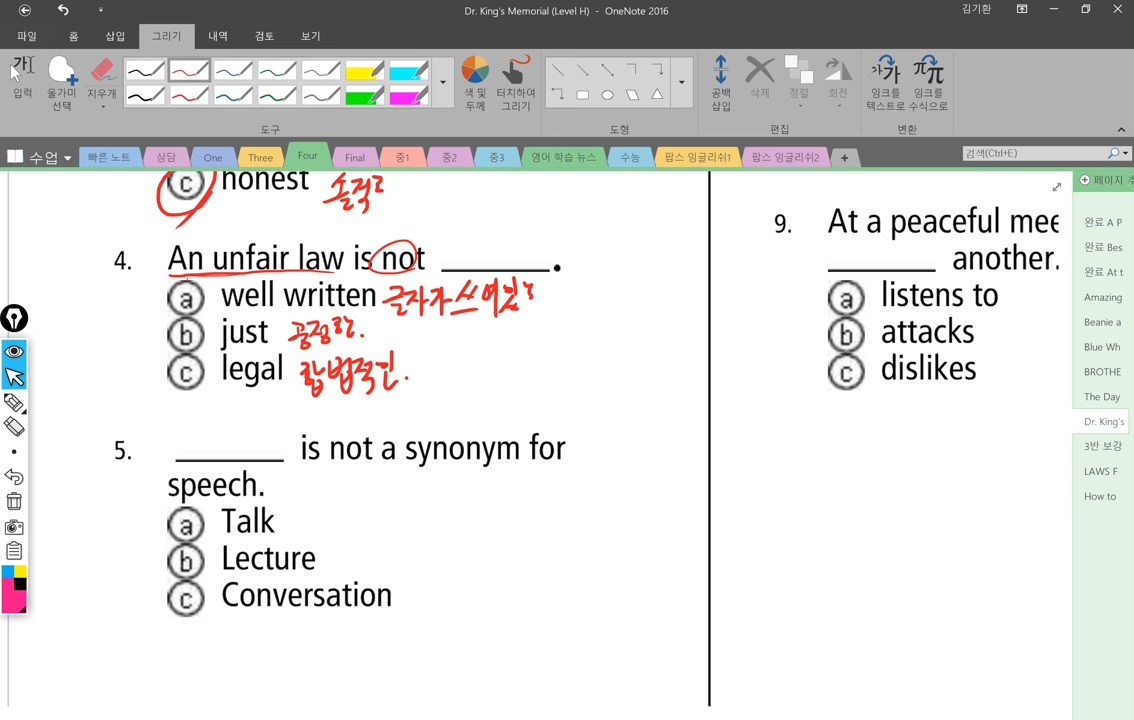 Dr. King's Memorial (Level H) - OneNote 2016
김기환
파일 홈 삽입 그리기 내역 검토 보기
입력
올가미 선택
지우개
색 및 두께
터치하여 그리기
공백 삽입
삭제
정렬
회전
잉크를 텍스트로
잉크를 수식으로
도구 도형 편집 변환
수업
빠른 노트 상담 One Three Four Final 중1 중2 중3 영어 학습 뉴스 수능 팝스 잉글리쉬1 팝스 잉글리쉬2
검색(Ctrl+E)
c honest 솔직한
4. An unfair law is not ________.
a well written 글자가 쓰여진
b just 공정한.
c legal 합법적인.
5. ________ is not a synonym for
speech.
a Talk
b Lecture
c Conversation
9. At a peaceful mee
________ another.
a listens to
b attacks
c dislikes
페이지 추
완료 A P
완료 Bes
완료 At t
Amazing
Beanie a
Blue Wh
BROTHE
The Day
Dr. King's
3반 보강
LAWS F
How to